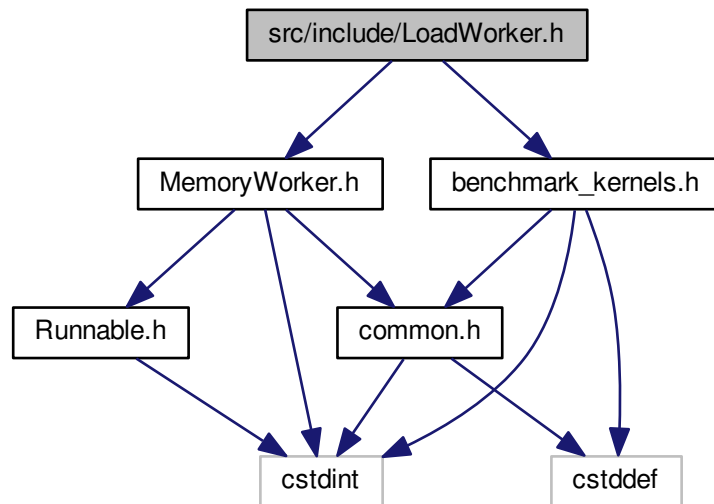 src/include/LoadWorker.h
MemoryWorker.h
benchmark_kernels.h
Runnable.h
common.h
cstdint
cstddef